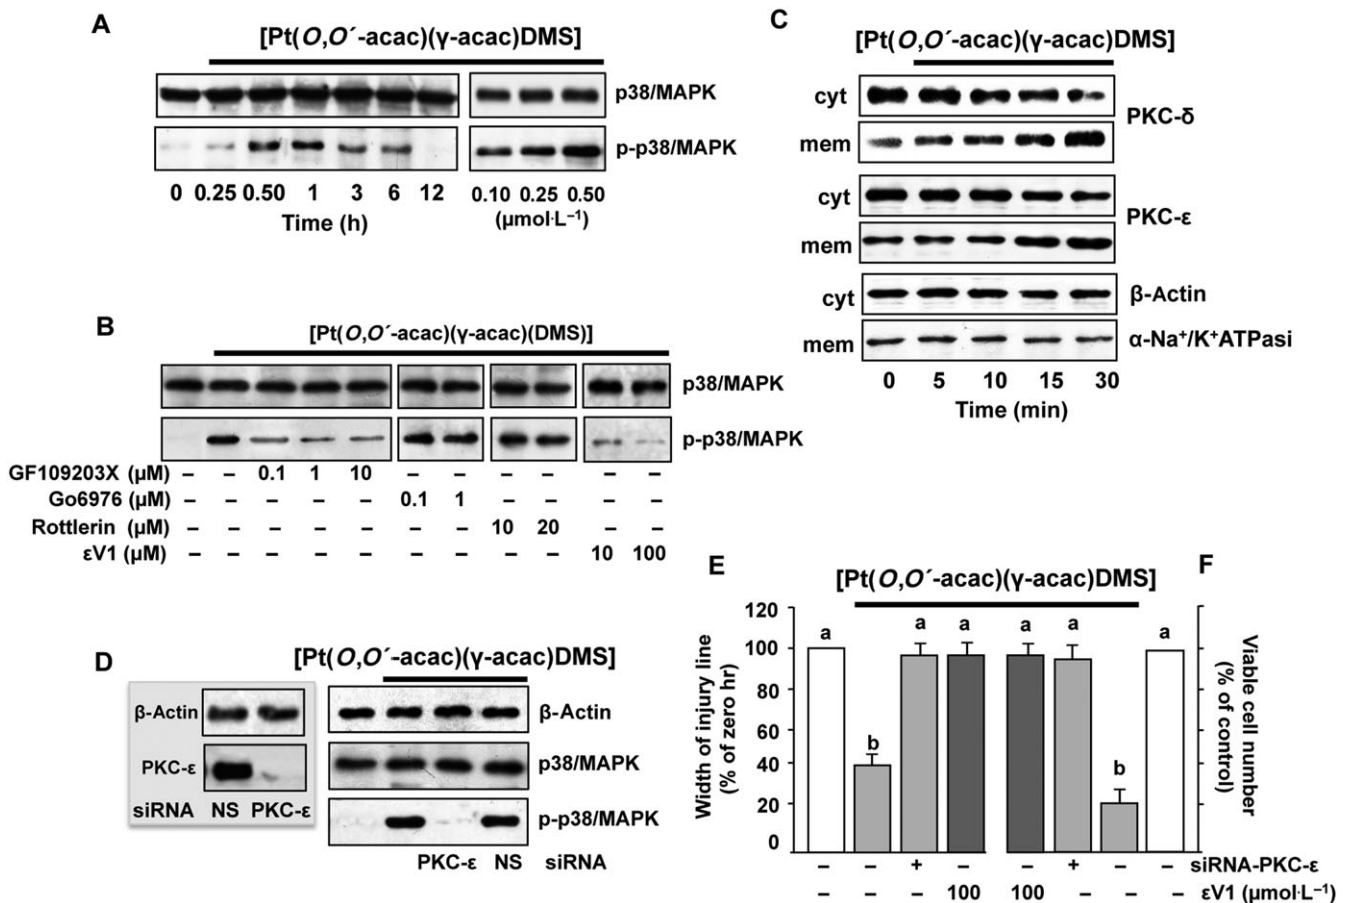 A
[Pt(O,O´-acac)(γ-acac)DMS]
p38/MAPK
p-p38/MAPK
0 0.25 0.50 1 3 6 12 0.10 0.25 0.50
Time (h) (μmol·L⁻¹)
B
[Pt(O,O´-acac)(γ-acac)(DMS)]
p38/MAPK
p-p38/MAPK
GF109203X (μM) – – 0.1 1 10 – – – – – –
Go6976 (μM) – – – – – 0.1 1 – – – –
Rottlerin (μM) – – – – – – – 10 20 – –
εV1 (μM) – – – – – – – – – 10 100
C
[Pt(O,O´-acac)(γ-acac)DMS]
cyt
PKC-δ
mem
cyt
PKC-ε
mem
cyt β-Actin
mem α-Na⁺/K⁺ATPasi
0 5 10 15 30
Time (min)
D
[Pt(O,O´-acac)(γ-acac)DMS]
β-Actin
PKC-ε
siRNA NS PKC-ε
β-Actin
p38/MAPK
p-p38/MAPK
PKC-ε NS siRNA
E
F
[Pt(O,O´-acac)(γ-acac)DMS]
Width of injury line
(% of zero hr)
120
100
80
60
40
20
0
a b a a a a b a
Viable cell number
(% of control)
– – + – – + – – siRNA-PKC-ε
– – – 100 100 – – – εV1 (μmol·L⁻¹)